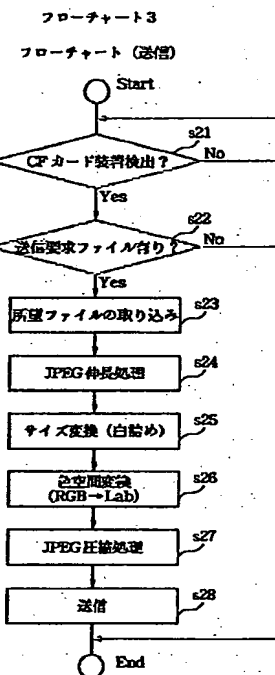 フローチャート3
フローチャート (送信)
Start
s21
CFカード装着検出?
No
Yes
s22
送信要求ファイル有り?
No
Yes
s23
所望ファイルの取り込み
s24
JPEG伸長処理
s25
サイズ変換 (白詰め)
s26
色空間変換
(RGB→Lab)
s27
JPEG圧縮処理
s28
送信
End